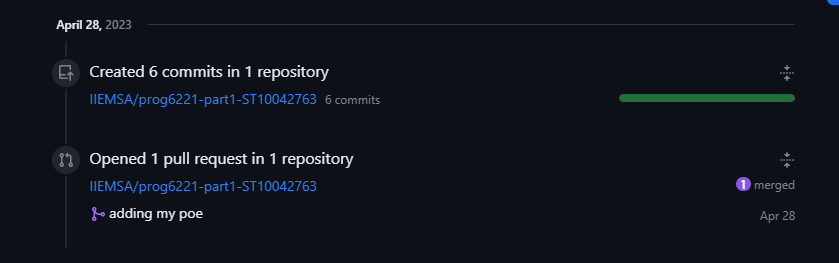 April 28, 2023
Created 6 commits in 1 repository
IIEMSA/prog6221-part1-ST10042763 6 commits
Opened 1 pull request in 1 repository
IIEMSA/prog6221-part1-ST10042763 1 merged
adding my poe Apr 28